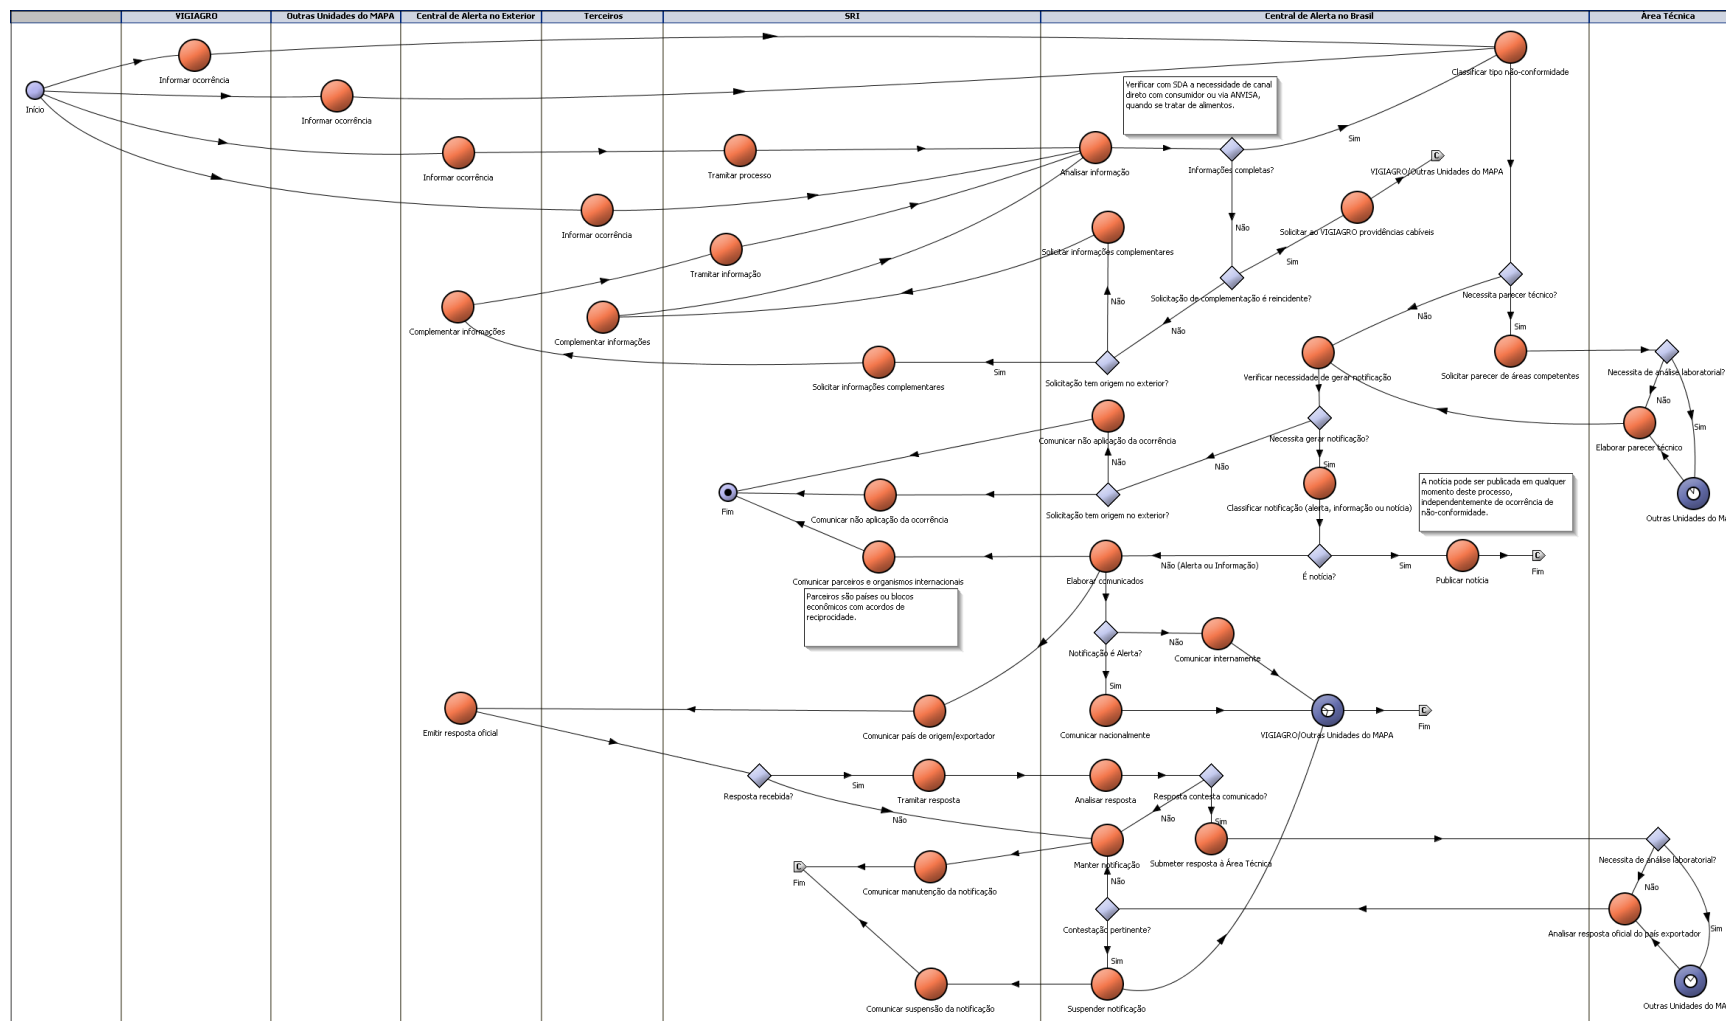 VIGIAGRO
Outras Unidades do MAPA
Central de Alerta no Exterior
Terceiros
SRI
Central de Alerta no Brasil
Área Técnica
Informar ocorrência
Classificar tipo não-conformidade
Início
Informar ocorrência
Verificar com SDA a necessidade de canal
direto com consumidor ou via ANVISA,
quando se tratar de alimentos.
Sim
Informar ocorrência
Tramitar processo
Analisar informação
Informações completas?
VIGIAGRO/Outras Unidades do MAPA
Informar ocorrência
Não
Solicitar ao VIGIAGRO providências cabíveis
Tramitar informação
Solicitar informações complementares
Sim
Solicitação de complementação é reincidente?
Necessita parecer técnico?
Não
Não
Não
Sim
Complementar informações
Complementar informações
Sim
Solicitar informações complementares
Solicitação tem origem no exterior?
Verificar necessidade de gerar notificação
Solicitar parecer de áreas competentes
Necessita de análise laboratorial?
Não
Sim
Comunicar não aplicação da ocorrência
Necessita gerar notificação?
Elaborar parecer técnico
Não
Não
Sim
A notícia pode ser publicada em qualquer
momento deste processo,
independentemente de ocorrência de
não-conformidade.
Fim
Comunicar não aplicação da ocorrência
Solicitação tem origem no exterior?
Classificar notificação (alerta, informação ou notícia)
Outras Unidades do MA
Comunicar parceiros e organismos internacionais
Elaborar comunicados
Não (Alerta ou Informação)
É notícia?
Sim
Publicar notícia
Fim
Parceiros são países ou blocos
econômicos com acordos de
reciprocidade.
Notificação é Alerta?
Não
Comunicar internamente
Sim
Emitir resposta oficial
Comunicar país de origem/exportador
Comunicar nacionalmente
VIGIAGRO/Outras Unidades do MAPA
Fim
Resposta recebida?
Sim
Tramitar resposta
Analisar resposta
Resposta contesta comunicado?
Não
Não
Sim
Manter notificação
Submeter resposta à Área Técnica
Necessita de análise laboratorial?
Fim
Comunicar manutenção da notificação
Não
Não
Sim
Contestação pertinente?
Analisar resposta oficial do país exportador
Sim
Comunicar suspensão da notificação
Suspender notificação
Outras Unidades do MA